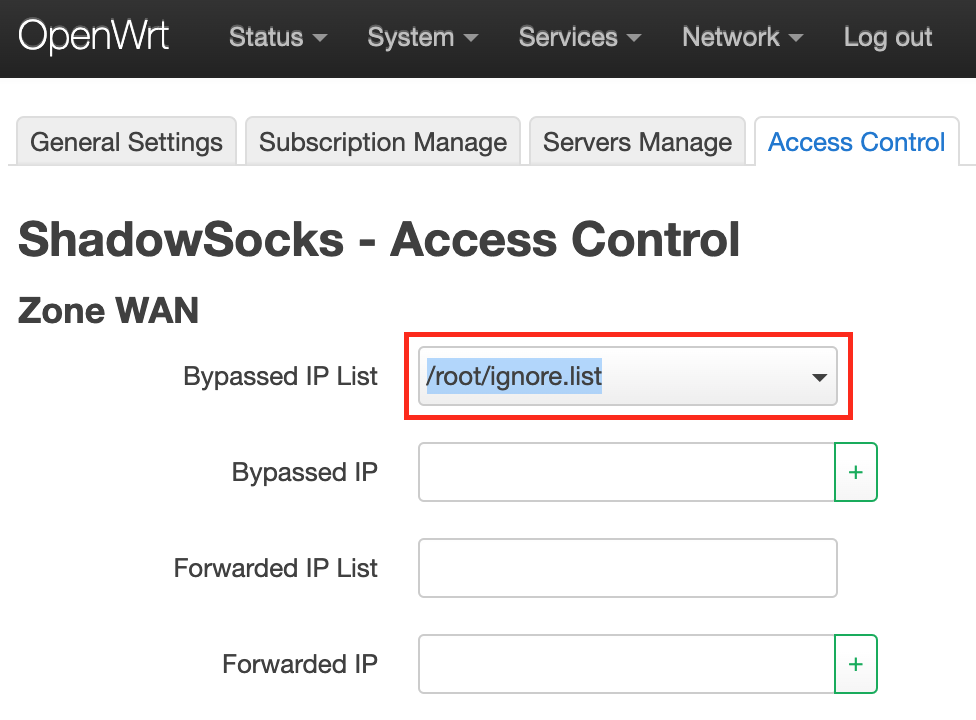 OpenWrt Status System Services Network Log out
General Settings Subscription Manage Servers Manage Access Control
ShadowSocks - Access Control
Zone WAN
Bypassed IP List /root/ignore.list
Bypassed IP +
Forwarded IP List
Forwarded IP +